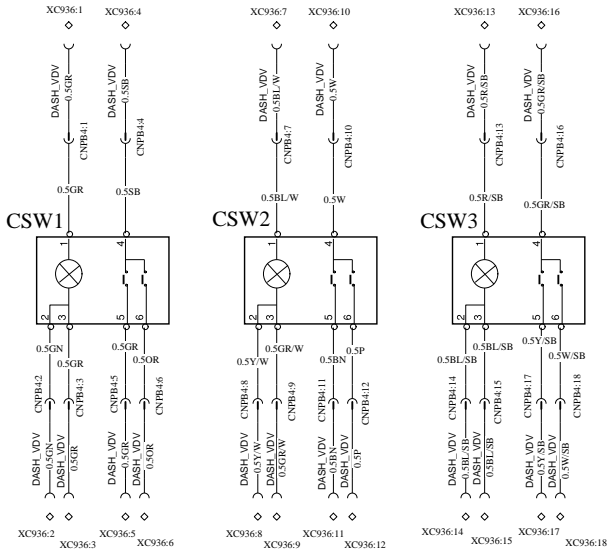 XC936:1 XC936:4 XC936:7 XC936:10 XC936:13 XC936:16
DASH_VDV 0.5GR DASH_VDV 0.5SB DASH_VDV 0.5BL/W DASH_VDV 0.5W DASH_VDV 0.5R/SB DASH_VDV 0.5GR/SB
CNPB4:1 CNPB4:4 CNPB4:7 CNPB4:10 CNPB4:13 CNPB4:16
0.5GR 0.5SB 0.5BL/W 0.5W 0.5R/SB 0.5GR/SB
CSW1 CSW2 CSW3
1 4 1 4 1 4
2 3 5 6 2 3 5 6 2 3 5 6
0.5GN 0.5GR 0.5GR 0.5OR 0.5Y/W 0.5GR/W 0.5BN 0.5P 0.5BL/SB 0.5BL/SB 0.5Y/SB 0.5W/SB
CNPB4:2 CNPB4:3 CNPB4:5 CNPB4:6 CNPB4:8 CNPB4:9 CNPB4:11 CNPB4:12 CNPB4:14 CNPB4:15 CNPB4:17 CNPB4:18
DASH_VDV 0.5GN DASH_VDV 0.5GR DASH_VDV 0.5GR DASH_VDV 0.5OR DASH_VDV 0.5Y/W DASH_VDV 0.5GR/W DASH_VDV 0.5BN DASH_VDV 0.5P DASH_VDV 0.5BL/SB DASH_VDV 0.5BL/SB DASH_VDV 0.5Y/SB DASH_VDV 0.5W/SB
XC936:2 XC936:5 XC936:8 XC936:11 XC936:14 XC936:17
XC936:3 XC936:6 XC936:9 XC936:12 XC936:15 XC936:18